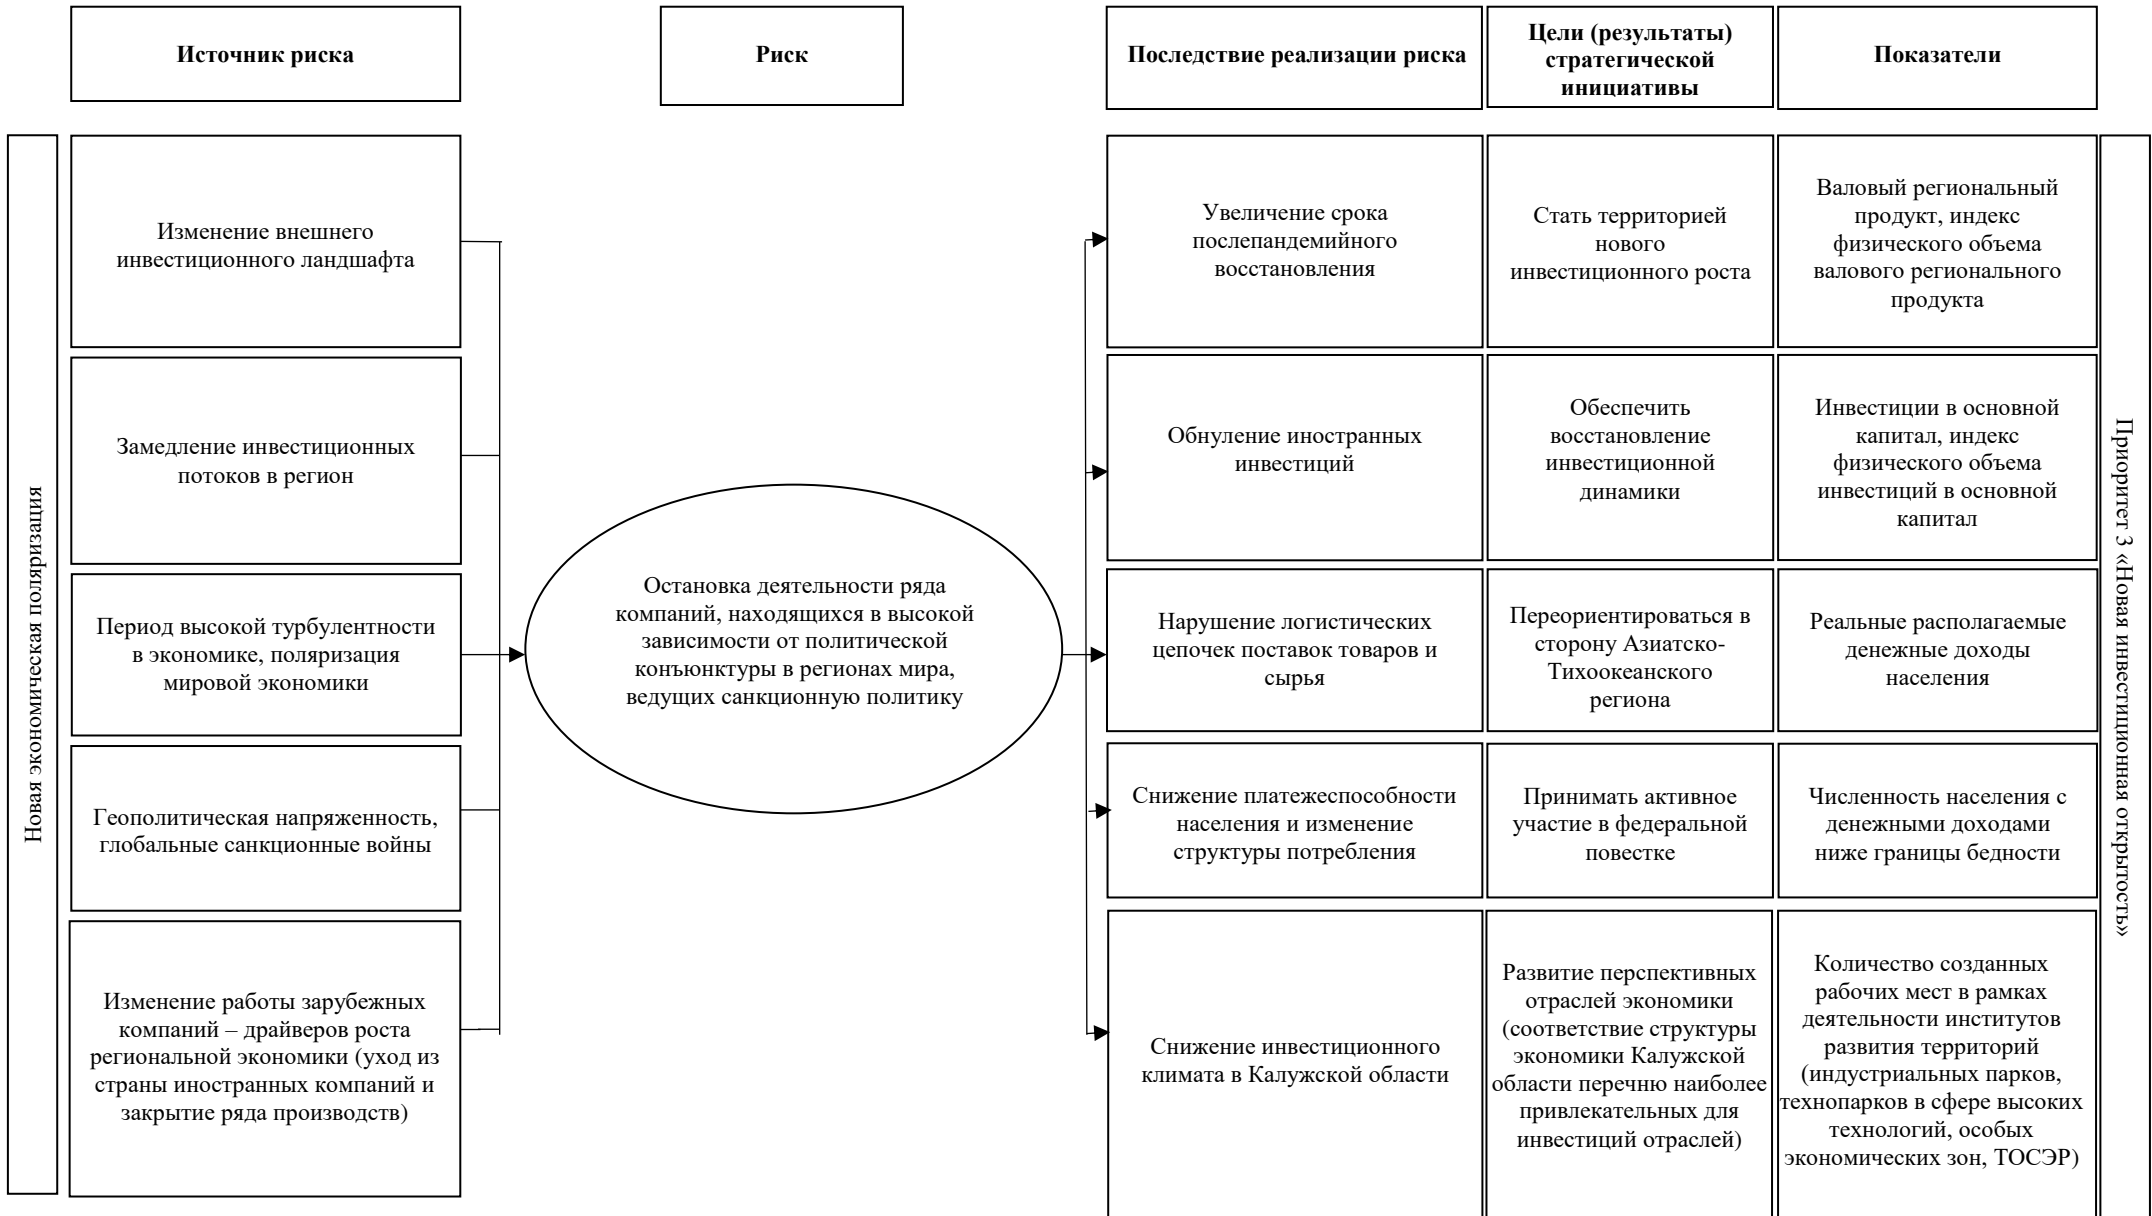 Источник риска
Риск
Последствие реализации риска
Цели (результаты)
стратегической
инициативы
Показатели
Новая экономическая поляризация
Изменение внешнего
инвестиционного ландшафта
Замедление инвестиционных
потоков в регион
Период высокой турбулентности
в экономике, поляризация
мировой экономики
Геополитическая напряженность,
глобальные санкционные войны
Изменение работы зарубежных
компаний – драйверов роста
региональной экономики (уход из
страны иностранных компаний и
закрытие ряда производств)
Остановка деятельности ряда
компаний, находящихся в высокой
зависимости от политической
конъюнктуры в регионах мира,
ведущих санкционную политику
Увеличение срока
послепандемийного
восстановления
Стать территорией
нового
инвестиционного роста
Валовый региональный
продукт, индекс
физического объема
валового регионального
продукта
Обнуление иностранных
инвестиций
Обеспечить
восстановление
инвестиционной
динамики
Инвестиции в основной
капитал, индекс
физического объема
инвестиций в основной
капитал
Нарушение логистических
цепочек поставок товаров и
сырья
Переориентироваться в
сторону Азиатско-
Тихоокеанского
региона
Реальные располагаемые
денежные доходы
населения
Снижение платежеспособности
населения и изменение
структуры потребления
Принимать активное
участие в федеральной
повестке
Численность населения с
денежными доходами
ниже границы бедности
Снижение инвестиционного
климата в Калужской области
Развитие перспективных
отраслей экономики
(соответствие структуры
экономики Калужской
области перечню наиболее
привлекательных для
инвестиций отраслей)
Количество созданных
рабочих мест в рамках
деятельности институтов
развития территорий
(индустриальных парков,
технопарков в сфере высоких
технологий, особых
экономических зон, ТОСЭР)
Приоритет 3 «Новая инвестиционная открытость»